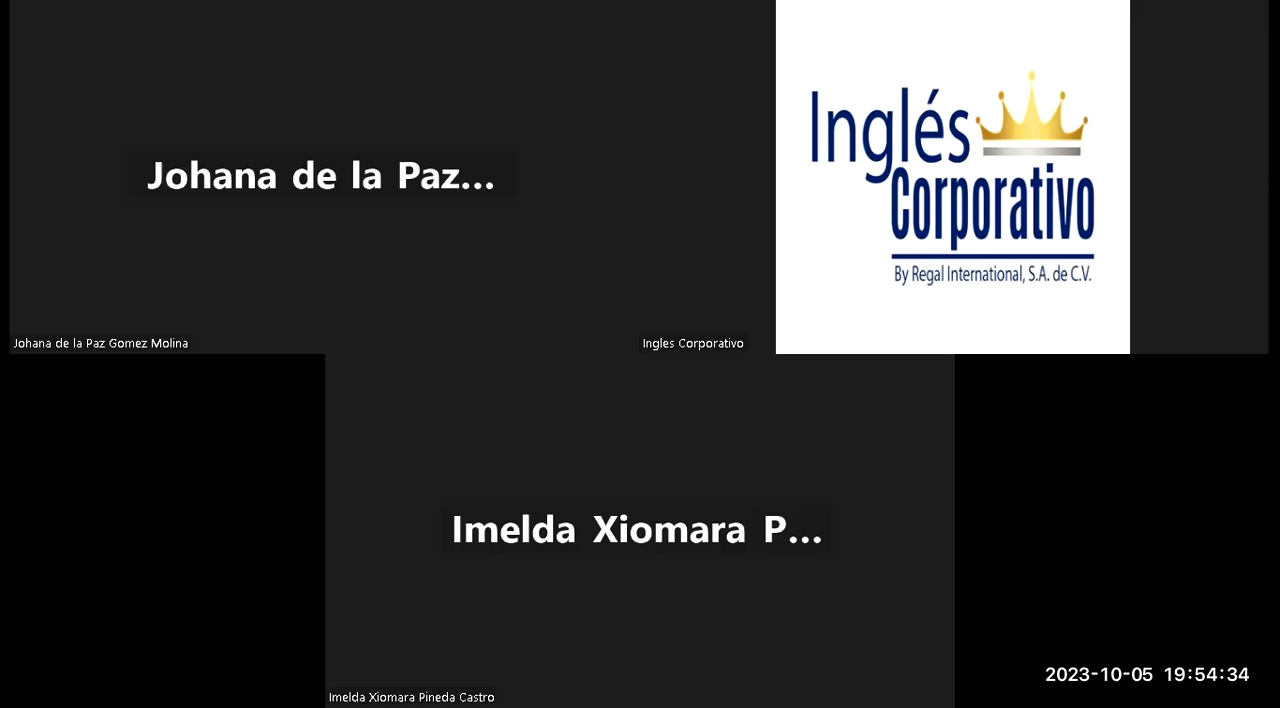 Johana de la Paz...
Johana de la Paz Gomez Molina
Inglés
Corporativo
By Regal International, S.A. de C.V.
Ingles Corporativo
Imelda Xiomara P...
Imelda Xiomara Pineda Castro
2023-10-05 19:54:34